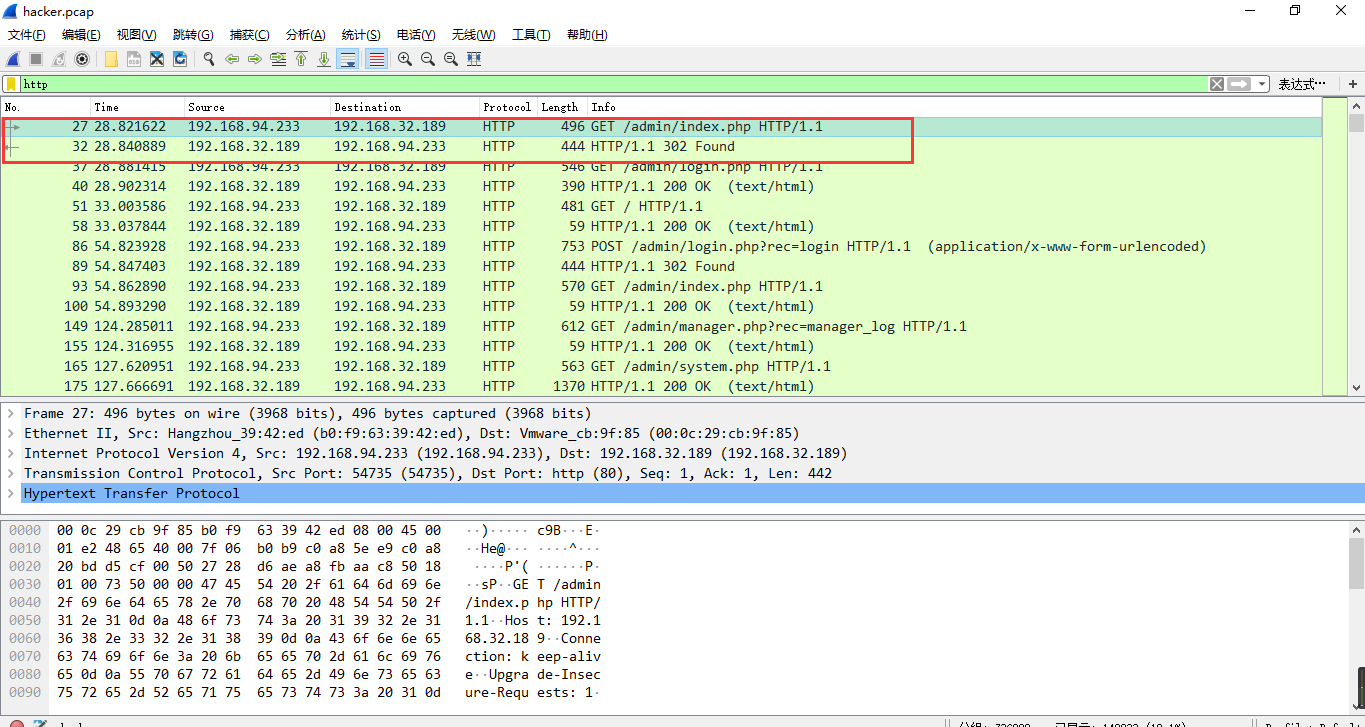 hacker.pcap
文件(F) 编辑(E) 视图(V) 跳转(G) 捕获(C) 分析(A) 统计(S) 电话(Y) 无线(W) 工具(T) 帮助(H)
http 表达式… +
No. Time Source Destination Protocol Length Info
27 28.821622 192.168.94.233 192.168.32.189 HTTP 496 GET /admin/index.php HTTP/1.1
32 28.840889 192.168.32.189 192.168.94.233 HTTP 444 HTTP/1.1 302 Found
37 28.881415 192.168.94.233 192.168.32.189 HTTP 546 GET /admin/login.php HTTP/1.1
40 28.902314 192.168.32.189 192.168.94.233 HTTP 390 HTTP/1.1 200 OK (text/html)
51 33.003586 192.168.94.233 192.168.32.189 HTTP 481 GET / HTTP/1.1
58 33.037844 192.168.32.189 192.168.94.233 HTTP 59 HTTP/1.1 200 OK (text/html)
86 54.823928 192.168.94.233 192.168.32.189 HTTP 753 POST /admin/login.php?rec=login HTTP/1.1 (application/x-www-form-urlencoded)
89 54.847403 192.168.32.189 192.168.94.233 HTTP 444 HTTP/1.1 302 Found
93 54.862890 192.168.94.233 192.168.32.189 HTTP 570 GET /admin/index.php HTTP/1.1
100 54.893290 192.168.32.189 192.168.94.233 HTTP 59 HTTP/1.1 200 OK (text/html)
149 124.285011 192.168.94.233 192.168.32.189 HTTP 612 GET /admin/manager.php?rec=manager_log HTTP/1.1
155 124.316955 192.168.32.189 192.168.94.233 HTTP 59 HTTP/1.1 200 OK (text/html)
165 127.620951 192.168.94.233 192.168.32.189 HTTP 563 GET /admin/system.php HTTP/1.1
175 127.666691 192.168.32.189 192.168.94.233 HTTP 1370 HTTP/1.1 200 OK (text/html)
Frame 27: 496 bytes on wire (3968 bits), 496 bytes captured (3968 bits)
Ethernet II, Src: Hangzhou_39:42:ed (b0:f9:63:39:42:ed), Dst: Vmware_cb:9f:85 (00:0c:29:cb:9f:85)
Internet Protocol Version 4, Src: 192.168.94.233 (192.168.94.233), Dst: 192.168.32.189 (192.168.32.189)
Transmission Control Protocol, Src Port: 54735 (54735), Dst Port: http (80), Seq: 1, Ack: 1, Len: 442
Hypertext Transfer Protocol
0000 00 0c 29 cb 9f 85 b0 f9 63 39 42 ed 08 00 45 00 ··)····· c9B···E·
0010 01 e2 48 65 40 00 7f 06 b0 b9 c0 a8 5e e9 c0 a8 ··He@··· ····^···
0020 20 bd d5 cf 00 50 27 28 d6 ae a8 fb aa c8 50 18 ····P'( ······P·
0030 01 00 73 50 00 00 47 45 54 20 2f 61 64 6d 69 6e ··sP··GE T /admin
0040 2f 69 6e 64 65 78 2e 70 68 70 20 48 54 54 50 2f /index.p hp HTTP/
0050 31 2e 31 0d 0a 48 6f 73 74 3a 20 31 39 32 2e 31 1.1··Hos t: 192.1
0060 36 38 2e 33 32 2e 31 38 39 0d 0a 43 6f 6e 6e 65 68.32.18 9··Conne
0070 63 74 69 6f 6e 3a 20 6b 65 65 70 2d 61 6c 69 76 ction: k eep-aliv
0080 65 0d 0a 55 70 67 72 61 64 65 2d 49 6e 73 65 63 e··Upgra de-Insec
0090 75 72 65 2d 52 65 71 75 65 73 74 73 3a 20 31 0d ure-Requ ests: 1·